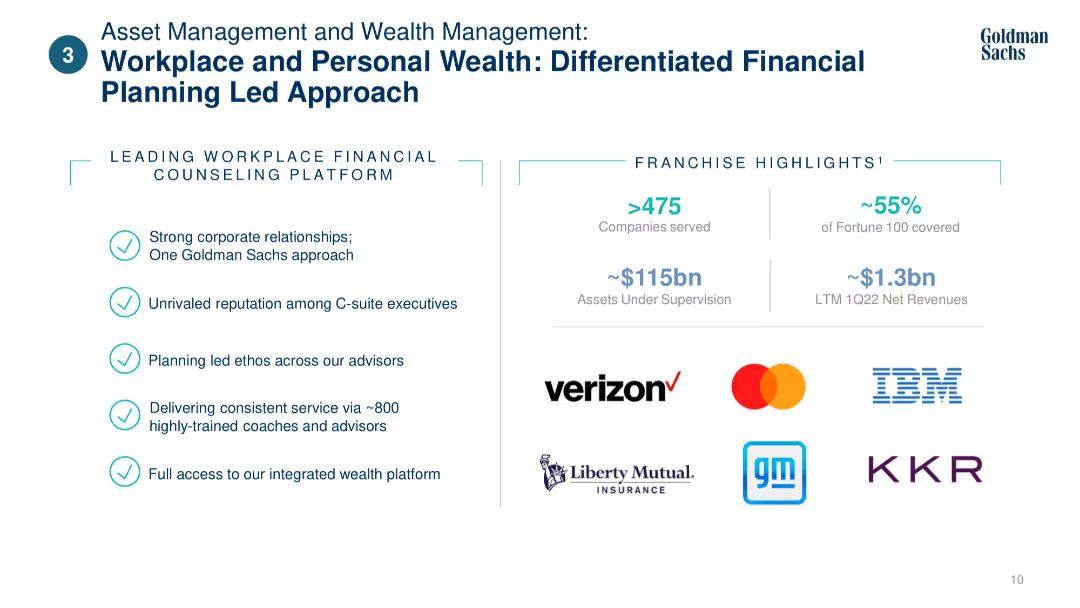 3
Asset Management and Wealth Management:
Workplace and Personal Wealth: Differentiated Financial
Planning Led Approach
Goldman
Sachs
LEADING WORKPLACE FINANCIAL
COUNSELING PLATFORM
Strong corporate relationships;
One Goldman Sachs approach
Unrivaled reputation among C-suite executives
Planning led ethos across our advisors
Delivering consistent service via ~800
highly-trained coaches and advisors
Full access to our integrated wealth platform
FRANCHISE HIGHLIGHTS¹
>475
Companies served
~55%
of Fortune 100 covered
~$115bn
Assets Under Supervision
~$1.3bn
LTM 1Q22 Net Revenues
verizon✓
IBM
Liberty Mutual.
INSURANCE
gm
KKR
10